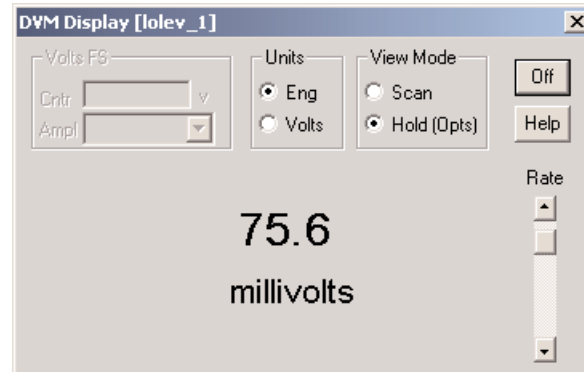 DVM Display [lolev_1]
Volts FS
Cntr v
Ampl
Units
Eng
Volts
View Mode
Scan
Hold (Opts)
Off
Help
Rate
75.6
millivolts